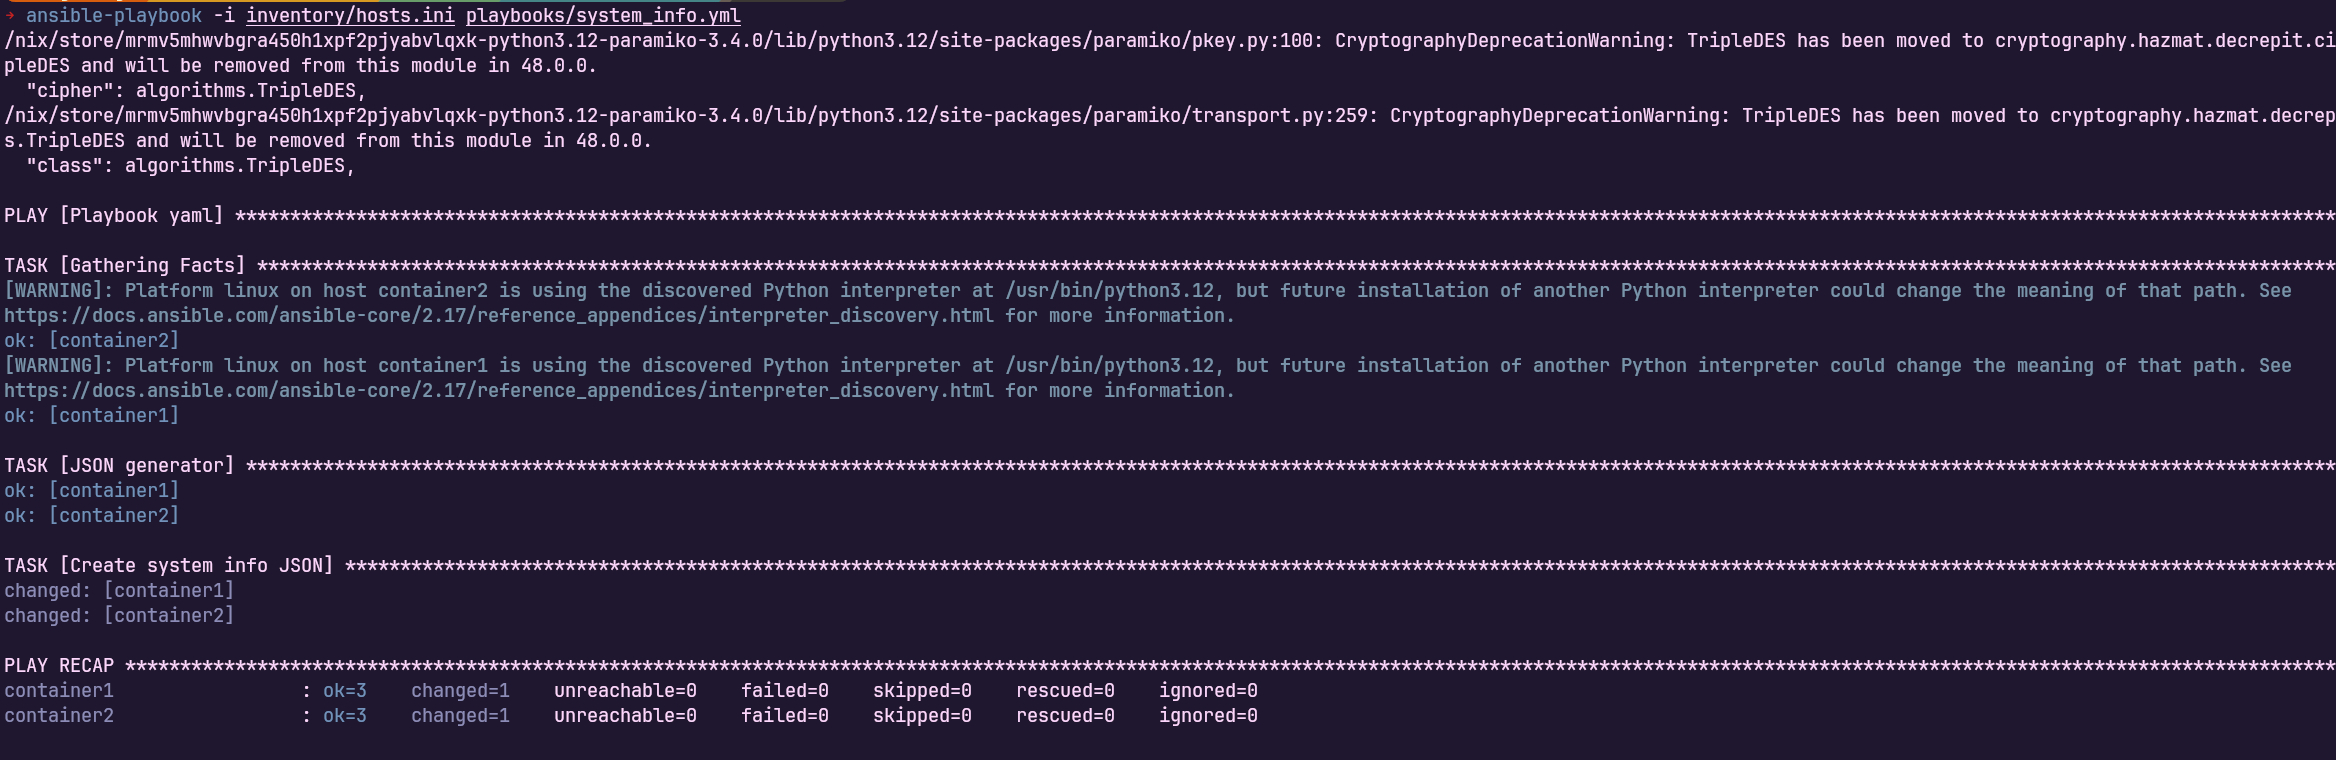 → ansible-playbook -i inventory/hosts.ini playbooks/system_info.yml
/nix/store/mrmv5mhwvbgra450h1xpf2pjyabvlqxk-python3.12-paramiko-3.4.0/lib/python3.12/site-packages/paramiko/pkey.py:100: CryptographyDeprecationWarning: TripleDES has been moved to cryptography.hazmat.decrepit.ci
pleDES and will be removed from this module in 48.0.0.
  "cipher": algorithms.TripleDES,
/nix/store/mrmv5mhwvbgra450h1xpf2pjyabvlqxk-python3.12-paramiko-3.4.0/lib/python3.12/site-packages/paramiko/transport.py:259: CryptographyDeprecationWarning: TripleDES has been moved to cryptography.hazmat.decrep
s.TripleDES and will be removed from this module in 48.0.0.
  "class": algorithms.TripleDES,
PLAY [Playbook yaml] ***********************************************************************************************************************************************************************************************
TASK [Gathering Facts] *********************************************************************************************************************************************************************************************
[WARNING]: Platform linux on host container2 is using the discovered Python interpreter at /usr/bin/python3.12, but future installation of another Python interpreter could change the meaning of that path. See
https://docs.ansible.com/ansible-core/2.17/reference_appendices/interpreter_discovery.html for more information.
ok: [container2]
[WARNING]: Platform linux on host container1 is using the discovered Python interpreter at /usr/bin/python3.12, but future installation of another Python interpreter could change the meaning of that path. See
https://docs.ansible.com/ansible-core/2.17/reference_appendices/interpreter_discovery.html for more information.
ok: [container1]
TASK [JSON generator] **********************************************************************************************************************************************************************************************
ok: [container1]
ok: [container2]
TASK [Create system info JSON] *************************************************************************************************************************************************************************************
changed: [container1]
changed: [container2]
PLAY RECAP *********************************************************************************************************************************************************************************************************
container1                 : ok=3    changed=1    unreachable=0    failed=0    skipped=0    rescued=0    ignored=0
container2                 : ok=3    changed=1    unreachable=0    failed=0    skipped=0    rescued=0    ignored=0